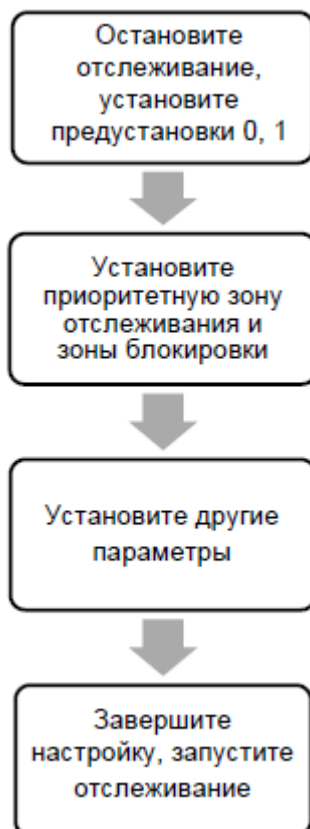 Остановите
отслеживание,
установите
предустановки 0, 1
Установите
приоритетную зону
отслеживания и
зоны блокировки
Установите другие
параметры
Завершите
настройку, запустите
отслеживание